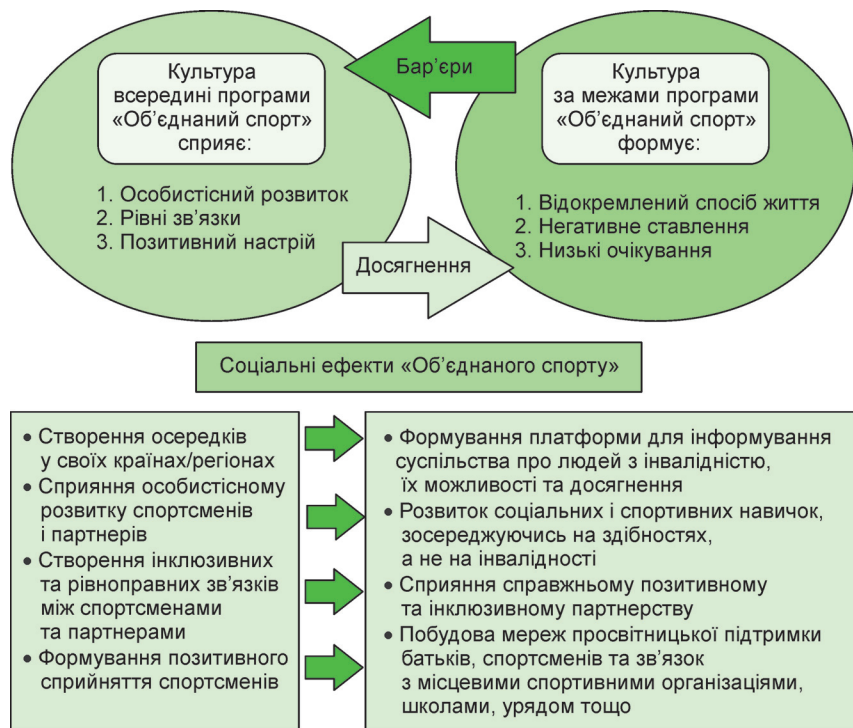 Культура
всередині програми
«Об’єднаний спорт»
сприяє:
1. Особистісний розвиток
2. Рівні зв’язки
3. Позитивний настрій
Бар’єри
Досягнення
Культура
за межами програми
«Об’єднаний спорт»
формує:
1. Відокремлений спосіб життя
2. Негативне ставлення
3. Низькі очікування
Соціальні ефекти «Об’єднаного спорту»
• Створення осередків
у своїх країнах/регіонах
• Сприяння особистісному
розвитку спортсменів
і партнерів
• Створення інклюзивних
та рівноправних зв’язків
між спортсменами
та партнерами
• Формування позитивного
сприйняття спортсменів
• Формування платформи для інформування
суспільства про людей з інвалідністю,
їх можливості та досягнення
• Розвиток соціальних і спортивних навичок,
зосереджуючись на здібностях,
а не на інвалідності
• Сприяння справжньому позитивному
та інклюзивному партнерству
• Побудова мереж просвітницької підтримки
батьків, спортсменів та зв’язок
з місцевими спортивними організаціями,
школами, урядом тощо